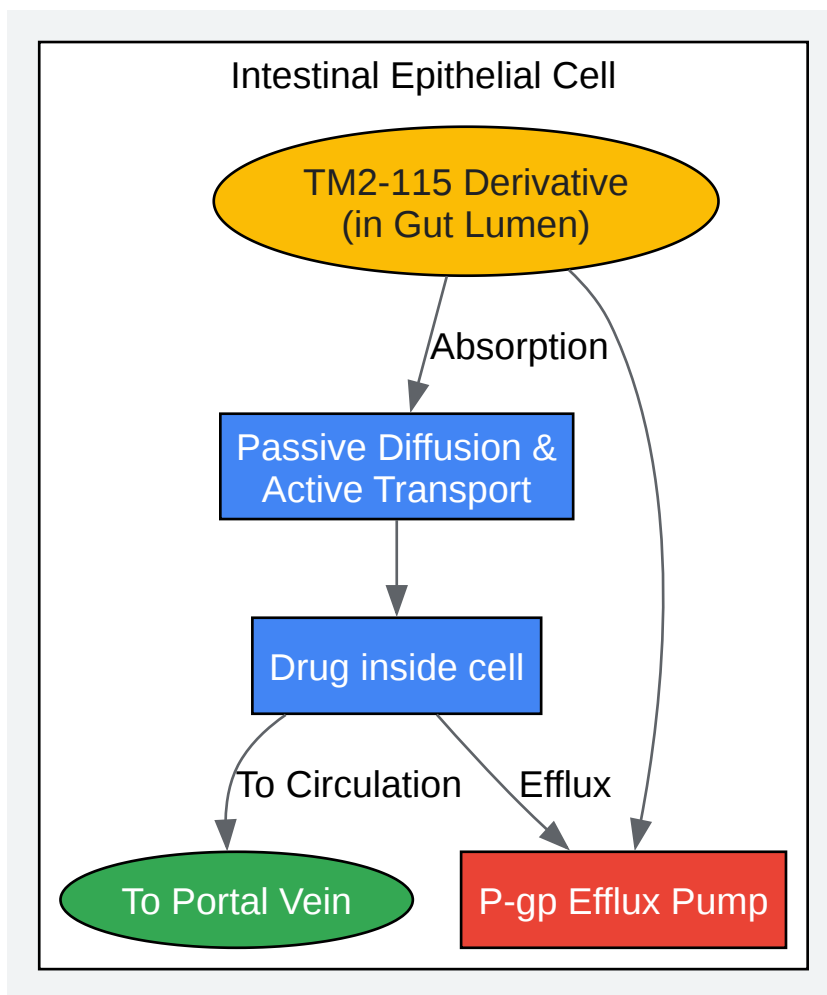 Intestinal Epithelial Cell
TM2-115 Derivative
(in Gut Lumen)
Absorption
Passive Diffusion &
Active Transport
Drug inside cell
To Circulation
Efflux
To Portal Vein
P-gp Efflux Pump